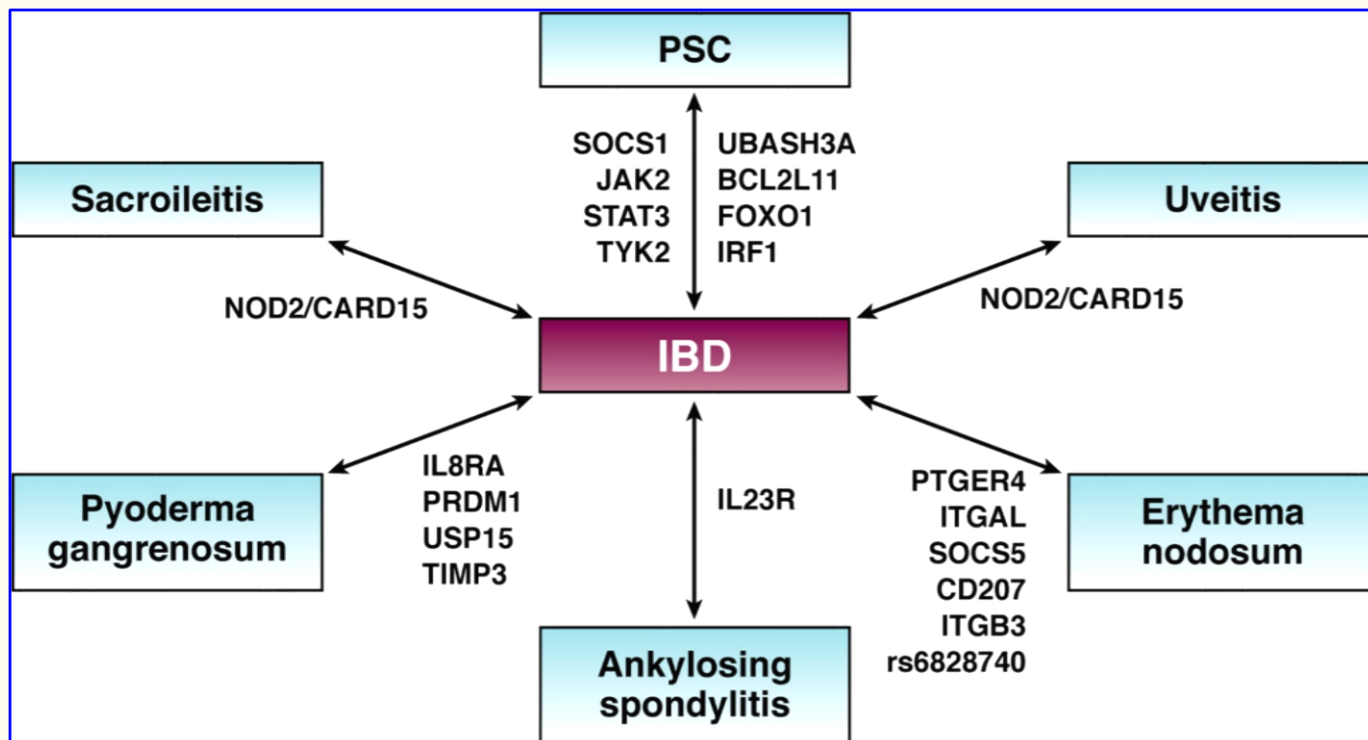 PSC
SOCS1
JAK2
STAT3
TYK2
UBASH3A
BCL2L11
FOXO1
IRF1
Sacroileitis
Uveitis
NOD2/CARD15
NOD2/CARD15
IBD
Pyoderma
gangrenosum
IL8RA
PRDM1
USP15
TIMP3
IL23R
PTGER4
ITGAL
SOCS5
CD207
ITGB3
rs6828740
Erythema
nodosum
Ankylosing
spondylitis